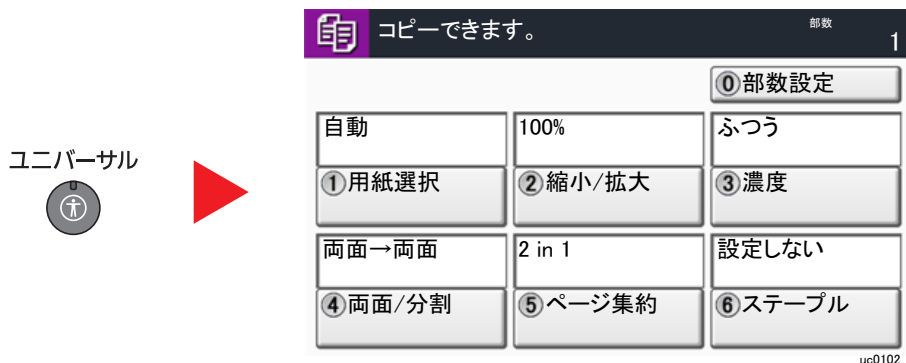 コピーできます。
部数
1
⓪部数設定
自動
100%
ふつう
ユニバーサル
①用紙選択
②縮小/拡大
③濃度
両面→両面
2 in 1
設定しない
④両面/分割
⑤ページ集約
⑥ステープル
uc0102